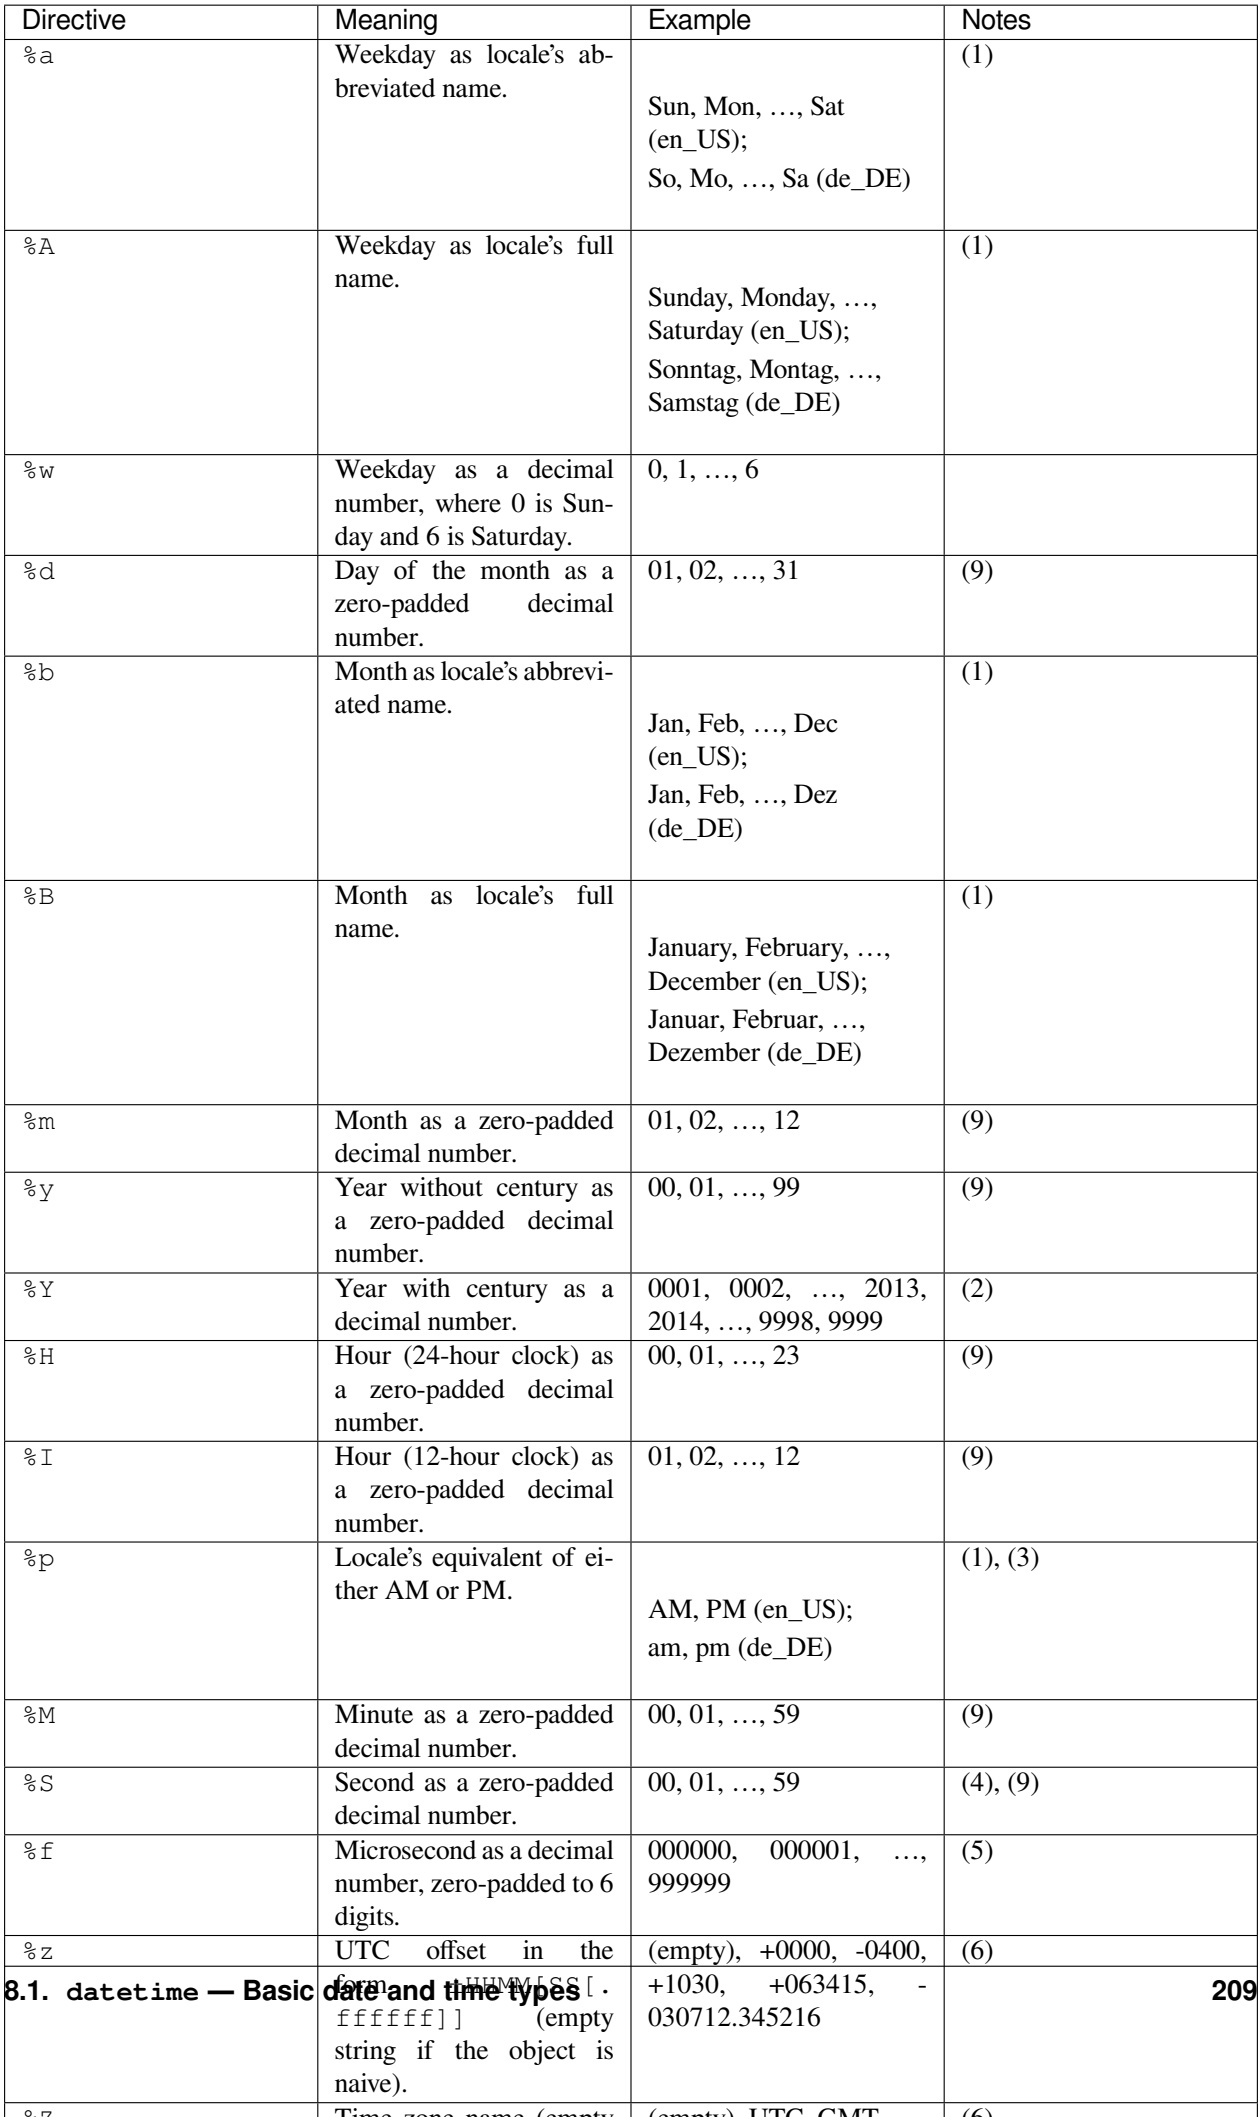 Directive Meaning Example Notes
%a Weekday as locale's ab- (1)
breviated name.
Sun, Mon, …, Sat
(en_US);
So, Mo, …, Sa (de_DE)
%A Weekday as locale's full (1)
name.
Sunday, Monday, …,
Saturday (en_US);
Sonntag, Montag, …,
Samstag (de_DE)
%w Weekday as a decimal 0, 1, …, 6
number, where 0 is Sun-
day and 6 is Saturday.
%d Day of the month as a 01, 02, …, 31 (9)
zero-padded decimal
number.
%b Month as locale's abbrevi- (1)
ated name.
Jan, Feb, …, Dec
(en_US);
Jan, Feb, …, Dez
(de_DE)
%B Month as locale's full (1)
name.
January, February, …,
December (en_US);
Januar, Februar, …,
Dezember (de_DE)
%m Month as a zero-padded 01, 02, …, 12 (9)
decimal number.
%y Year without century as 00, 01, …, 99 (9)
a zero-padded decimal
number.
%Y Year with century as a 0001, 0002, …, 2013, (2)
decimal number. 2014, …, 9998, 9999
%H Hour (24-hour clock) as 00, 01, …, 23 (9)
a zero-padded decimal
number.
%I Hour (12-hour clock) as 01, 02, …, 12 (9)
a zero-padded decimal
number.
%p Locale's equivalent of ei- (1), (3)
ther AM or PM.
AM, PM (en_US);
am, pm (de_DE)
%M Minute as a zero-padded 00, 01, …, 59 (9)
decimal number.
%S Second as a zero-padded 00, 01, …, 59 (4), (9)
decimal number.
%f Microsecond as a decimal 000000, 000001, …, (5)
number, zero-padded to 6 999999
digits.
%z UTC offset in the (empty), +0000, -0400, (6)
form +1030, +063415, -
8.1. datetime — Basic date and time types 209
ffffff]] (empty 030712.345216
string if the object is
naive).
Time zone name (empty (empty), UTC, GMT (6)